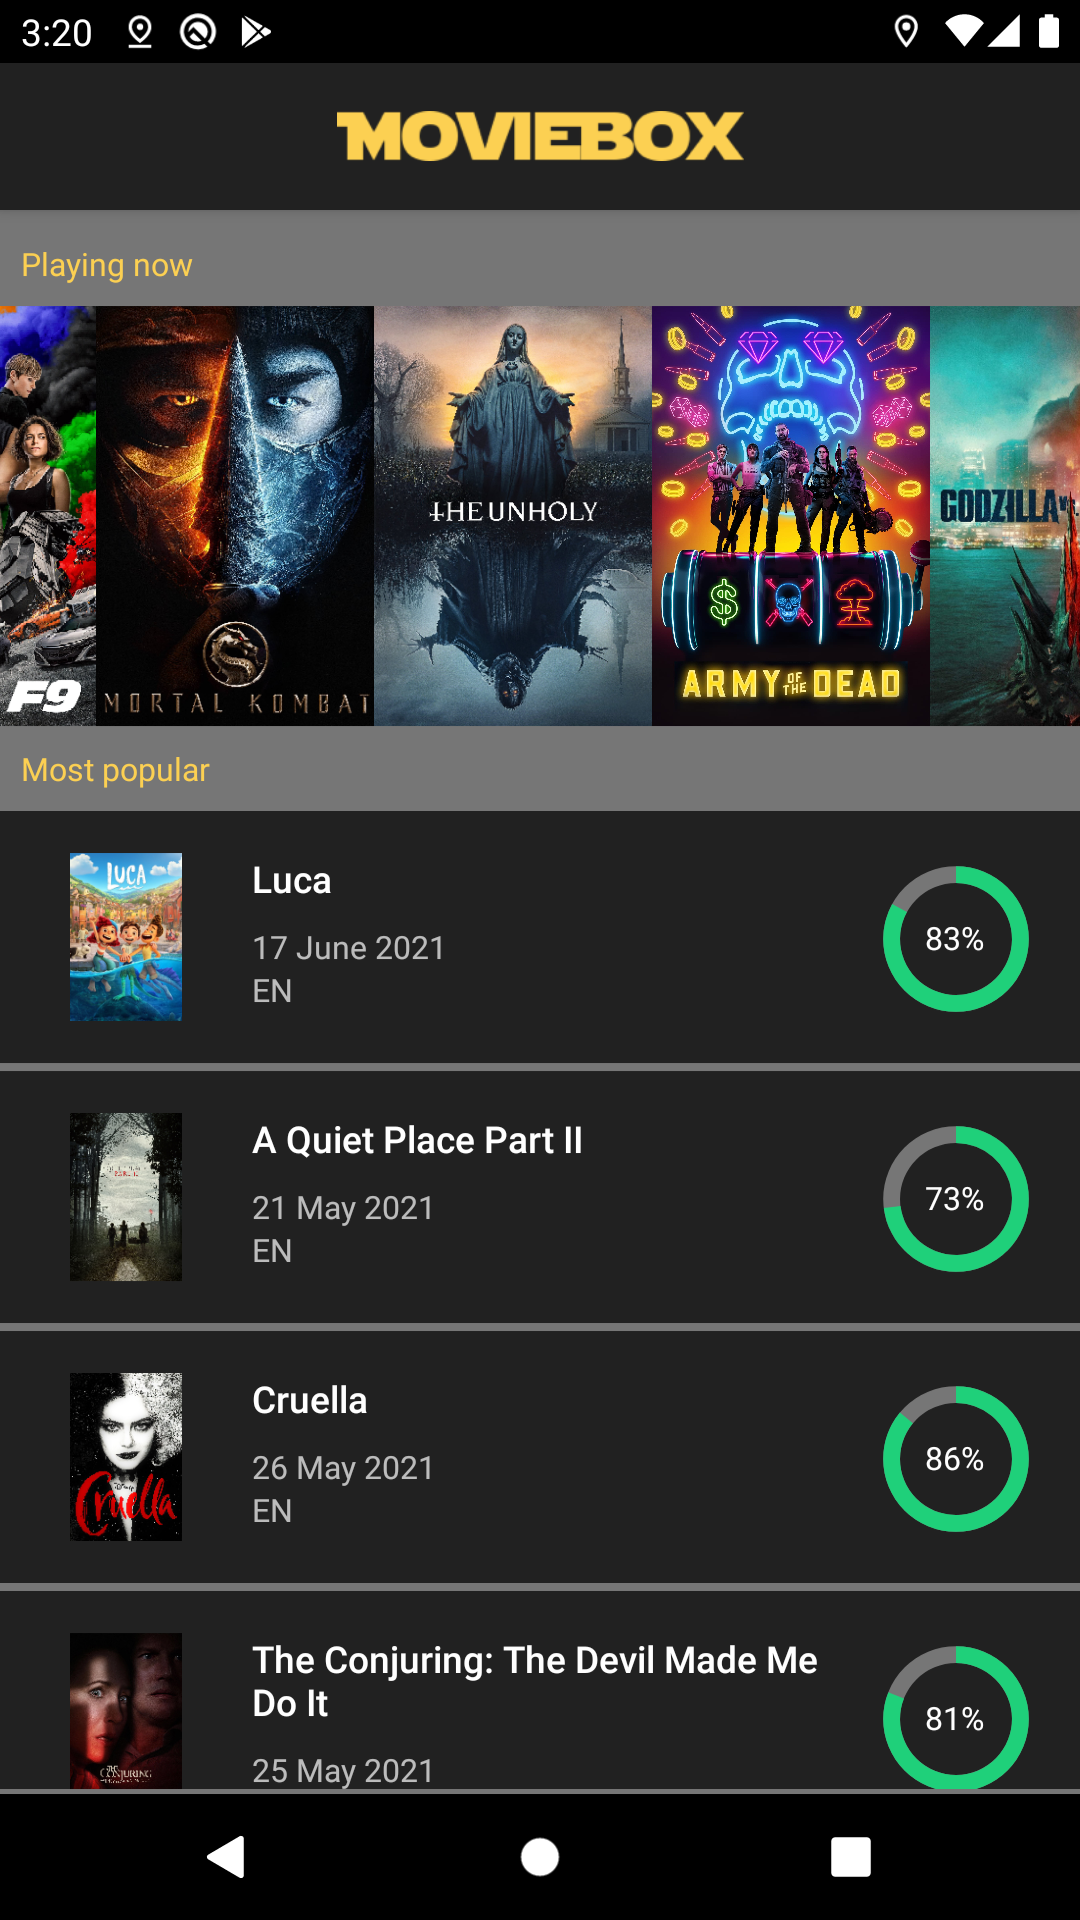 3:20
MOVIEBOX
Playing now
F9
MORTAL KOMBAT
THE UNHOLY
$
ARMY OF THE DEAD
GODZILLA
Most popular
LUCA
Luca
17 June 2021
EN
83%
A Quiet Place Part II
21 May 2021
EN
73%
Cruella
Cruella
26 May 2021
EN
86%
THE CONJURING
The Conjuring: The Devil Made Me
Do It
25 May 2021
81%